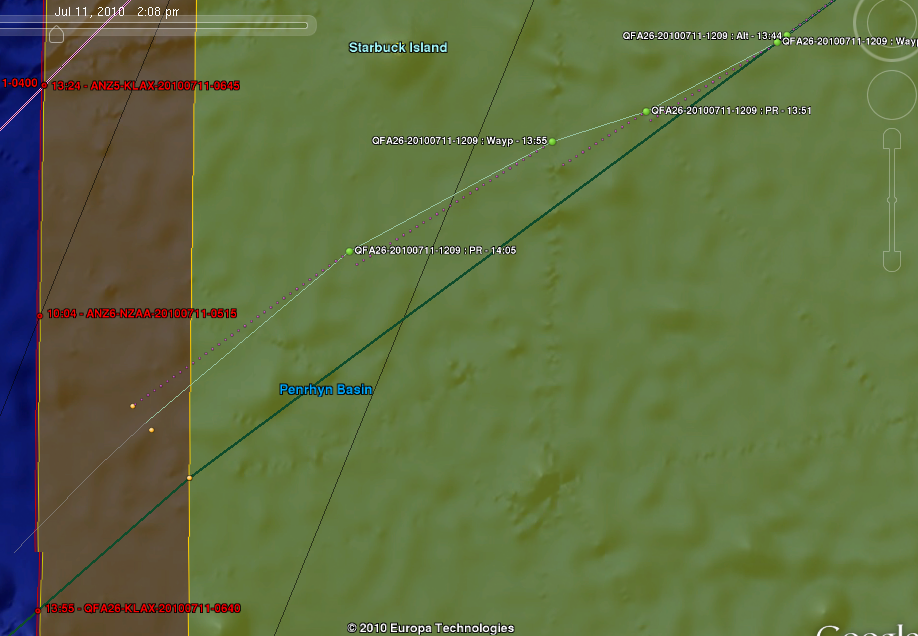 Jul 11, 2010 2:08 pm
Starbuck Island
QFA26-20100711-1209 : Alt - 13:44
QFA26-20100711-1209 : Wayp
1-0400
13:24 - ANZ5-KLAX-20100711-0645
QFA26-20100711-1209 : PR - 13:51
QFA26-20100711-1209 : Wayp - 13:55
QFA26-20100711-1209 : PR - 14:05
10:04 - ANZ6-NZAA-20100711-0515
Penrhyn Basin
13:55 - QFA26-KLAX-20100711-0640
© 2010 Europa Technologies
Google